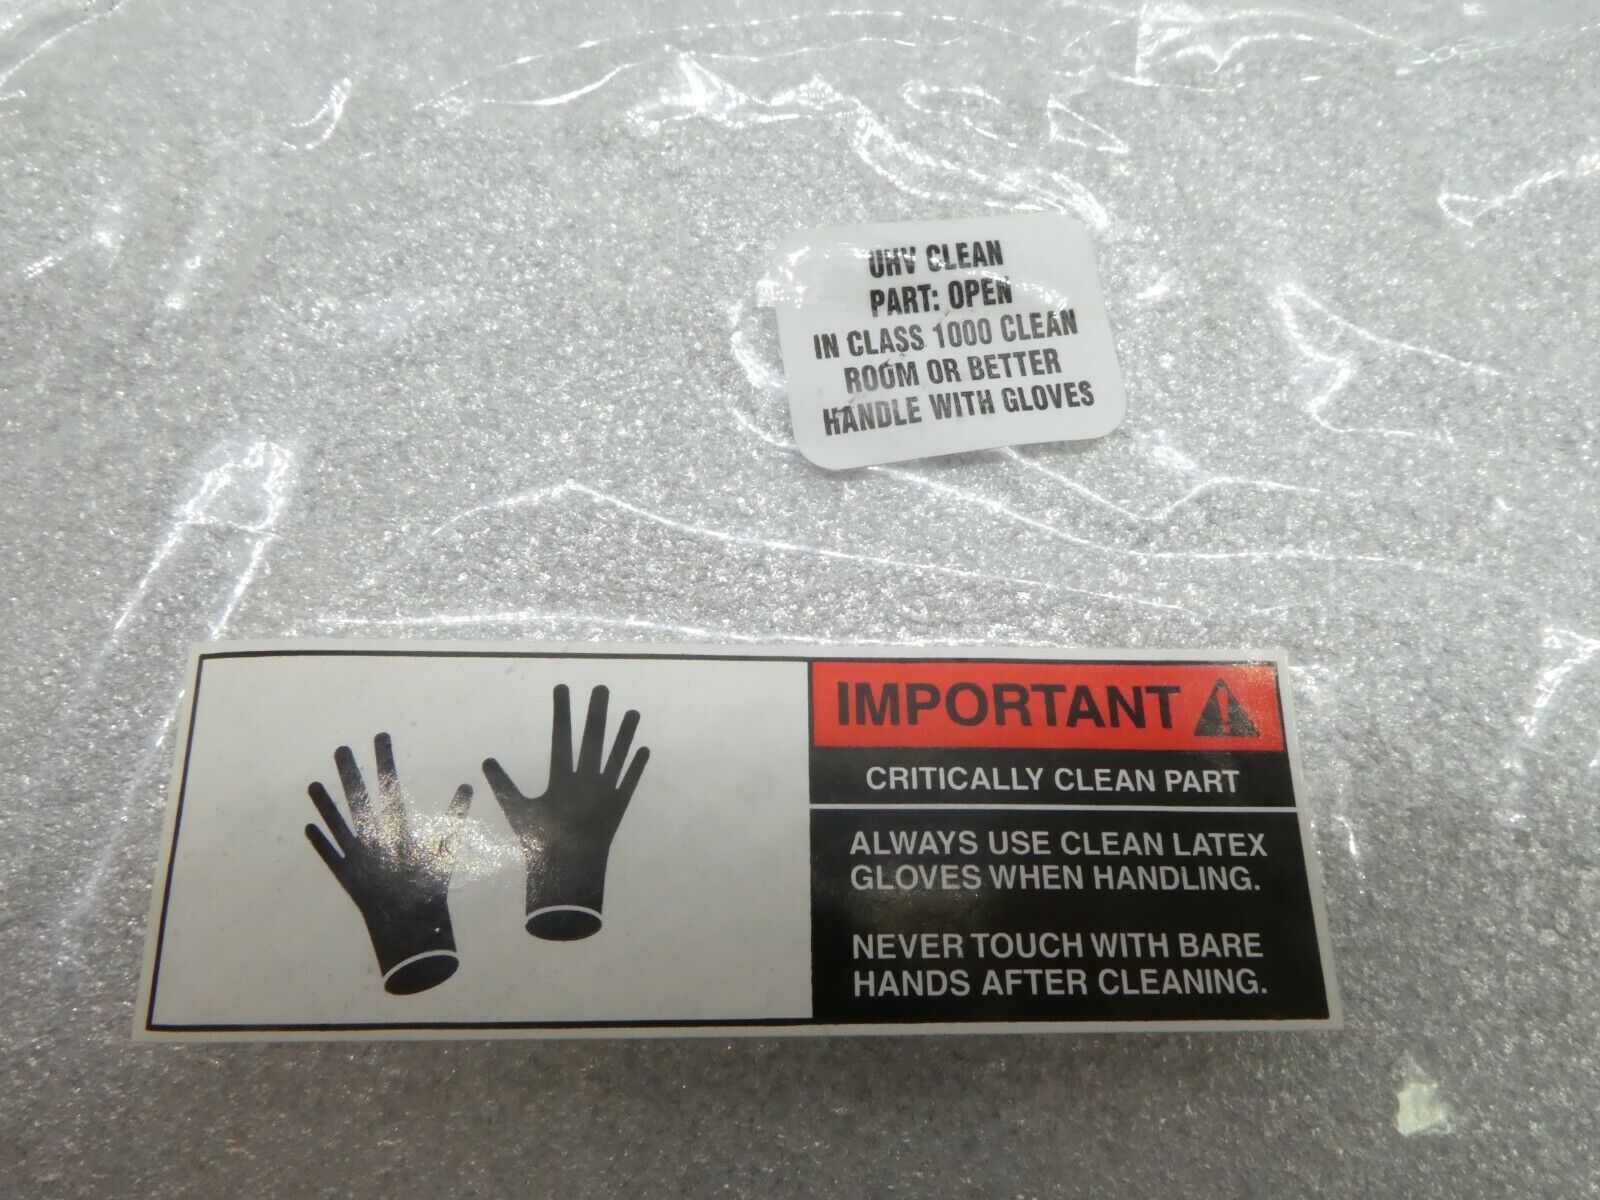 UHV CLEAN
PART: OPEN
IN CLASS 1000 CLEAN
ROOM OR BETTER
HANDLE WITH GLOVES
IMPORTANT
CRITICALLY CLEAN PART
ALWAYS USE CLEAN LATEX
GLOVES WHEN HANDLING.
NEVER TOUCH WITH BARE
HANDS AFTER CLEANING.